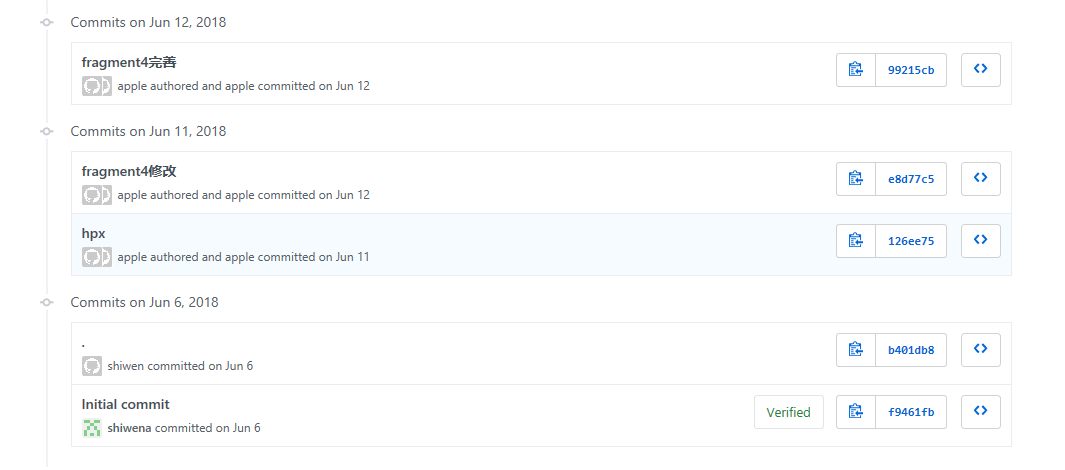 Commits on Jun 12, 2018
fragment4完善
apple authored and apple committed on Jun 12
99215cb
Commits on Jun 11, 2018
fragment4修改
apple authored and apple committed on Jun 12
e8d77c5
hpx
apple authored and apple committed on Jun 11
126ee75
Commits on Jun 6, 2018
.
shiwen committed on Jun 6
b401db8
Initial commit
shiwena committed on Jun 6
Verified
f9461fb